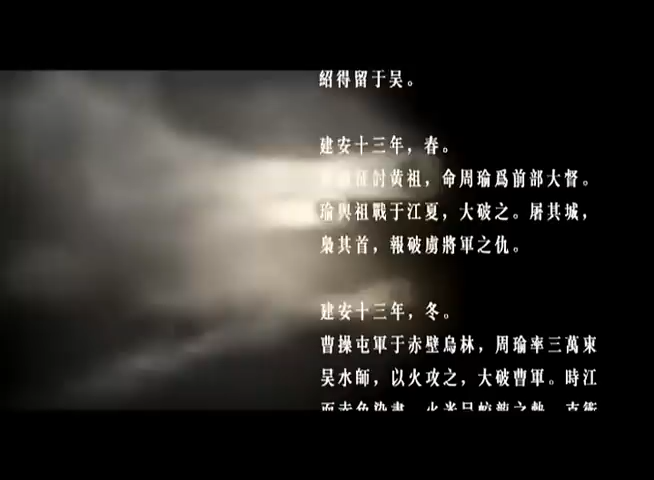 紹得留于吴。
建安十三年，春。
征討黄祖，命周瑜爲前部大督。
瑜與祖戰于江夏，大破之。屠其城，
梟其首，報破虜將軍之仇。
建安十三年，冬。
曹操屯軍于赤壁烏林，周瑜率三萬東
吴水師，以火攻之，大破曹軍。時江